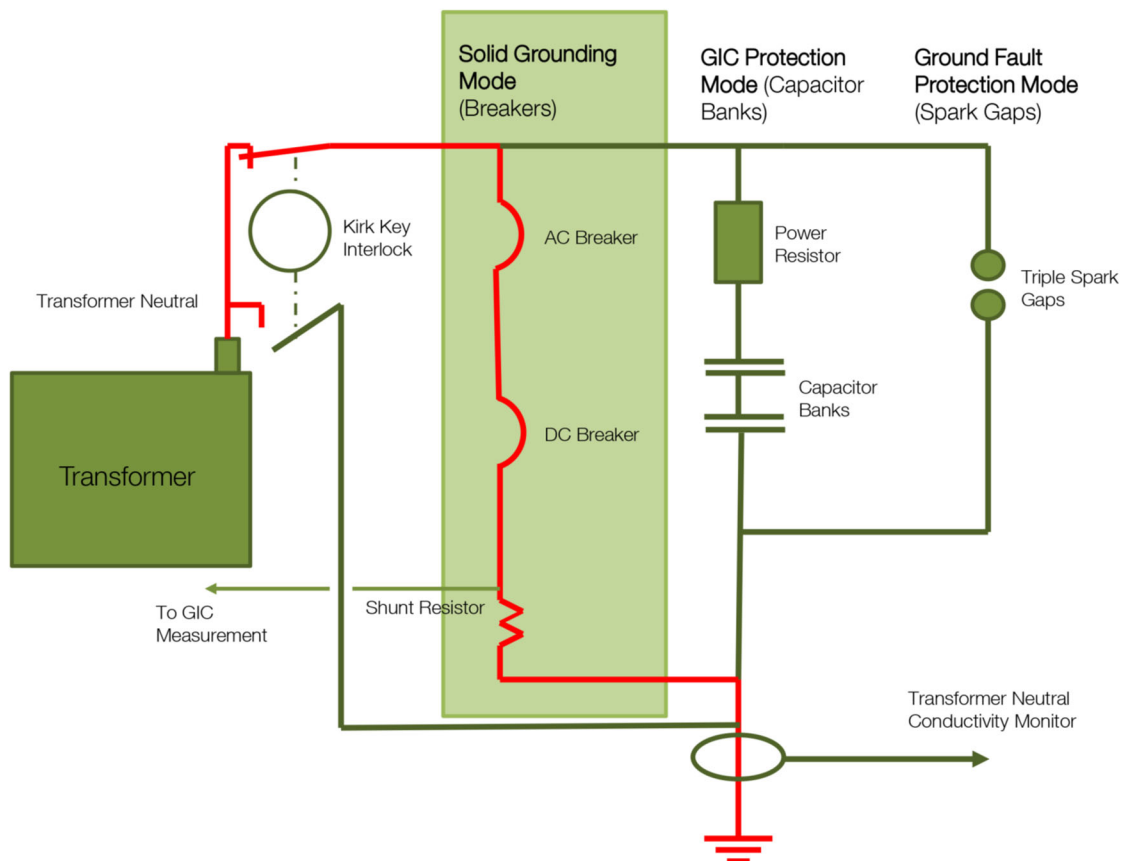 Solid Grounding
Mode
(Breakers)
GIC Protection
Mode (Capacitor
Banks)
Ground Fault
Protection Mode
(Spark Gaps)
Kirk Key
Interlock
AC Breaker
Power
Resistor
Triple Spark
Gaps
Transformer Neutral
Capacitor
Banks
DC Breaker
Transformer
To GIC
Measurement
Shunt Resistor
Transformer Neutral
Conductivity Monitor